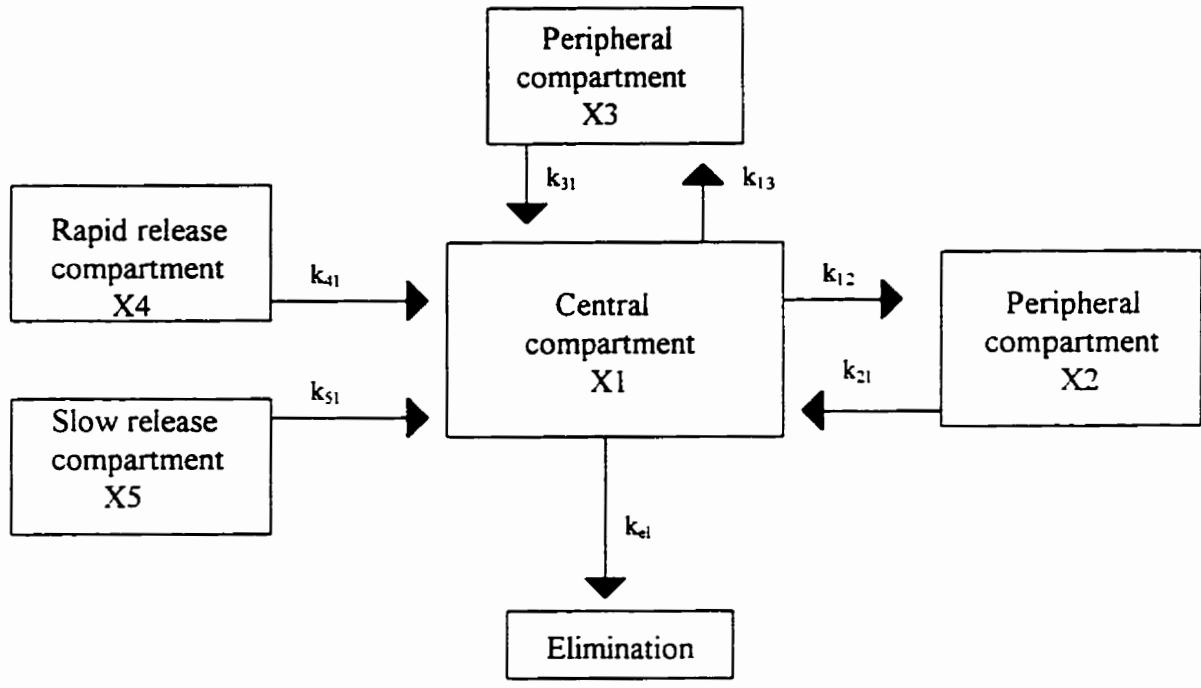 Peripheral
compartment
X3
k31
k13
Rapid release
compartment
X4
k41
Central
compartment
X1
k12
Peripheral
compartment
X2
k21
Slow release
compartment
X5
k51
kel
Elimination